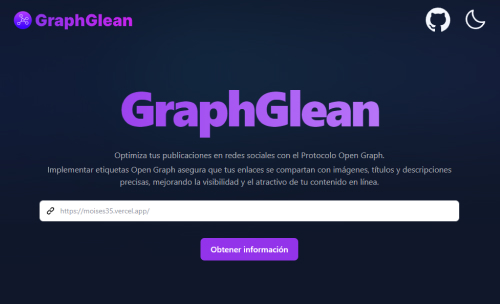 GraphGlean
GraphGlean
Optimiza tus publicaciones en redes sociales con el Protocolo Open Graph.
Implementar etiquetas Open Graph asegura que tus enlaces se compartan con imágenes, títulos y descripciones
precisas, mejorando la visibilidad y el atractivo de tu contenido en línea.
https://moises35.vercel.app/
Obtener información